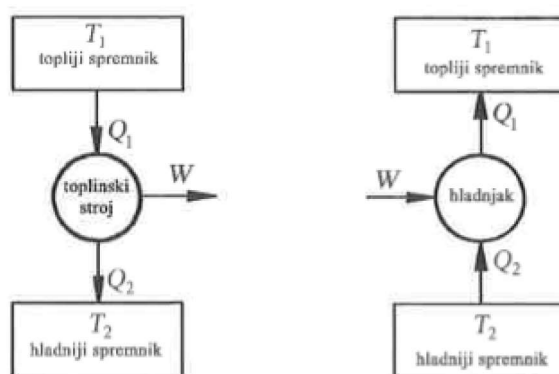 T₁
topliji spremnik
Q₁
toplinski
stroj
W
Q₂
T₂
hladniji spremnik
T₁
topliji spremnik
Q₁
W
hladnjak
Q₂
T₂
hladniji spremnik